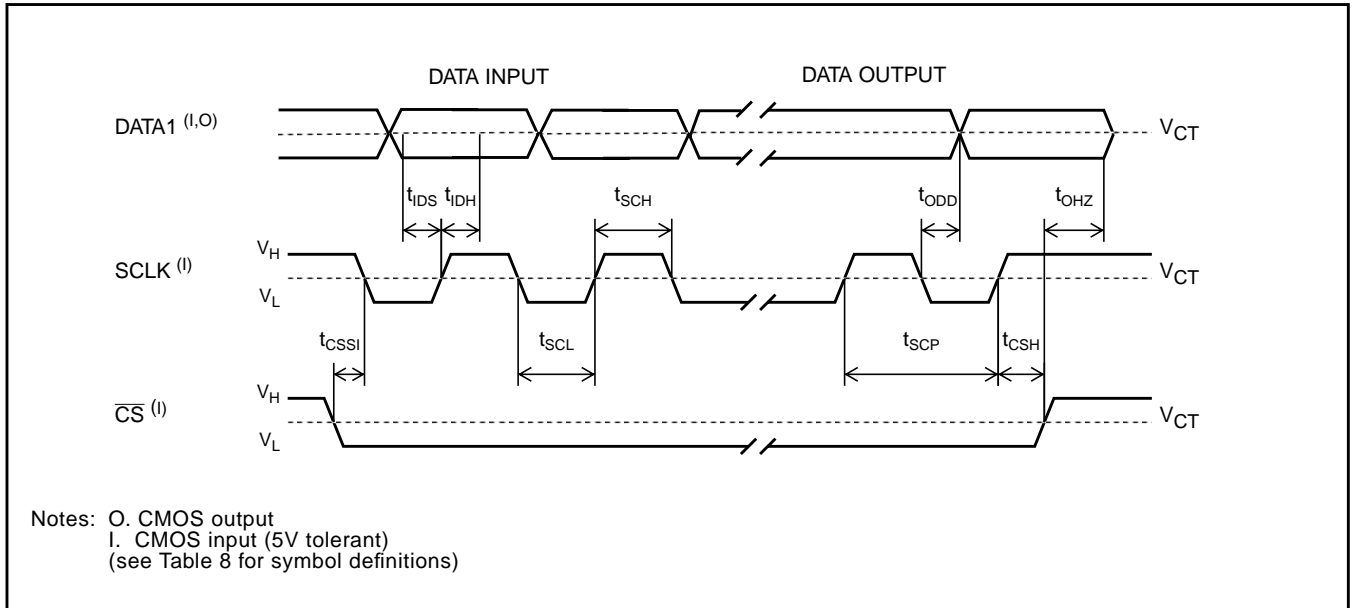 DATA INPUT DATA OUTPUT
DATA1 (I,O) VCT
tIDS tIDH tSCH tODD tOHZ
VH
SCLK (I) VCT
VL
tCSSI tSCL tSCP tCSH
VH
CS (I) VCT
VL
Notes: O. CMOS output
I. CMOS input (5V tolerant)
(see Table 8 for symbol definitions)